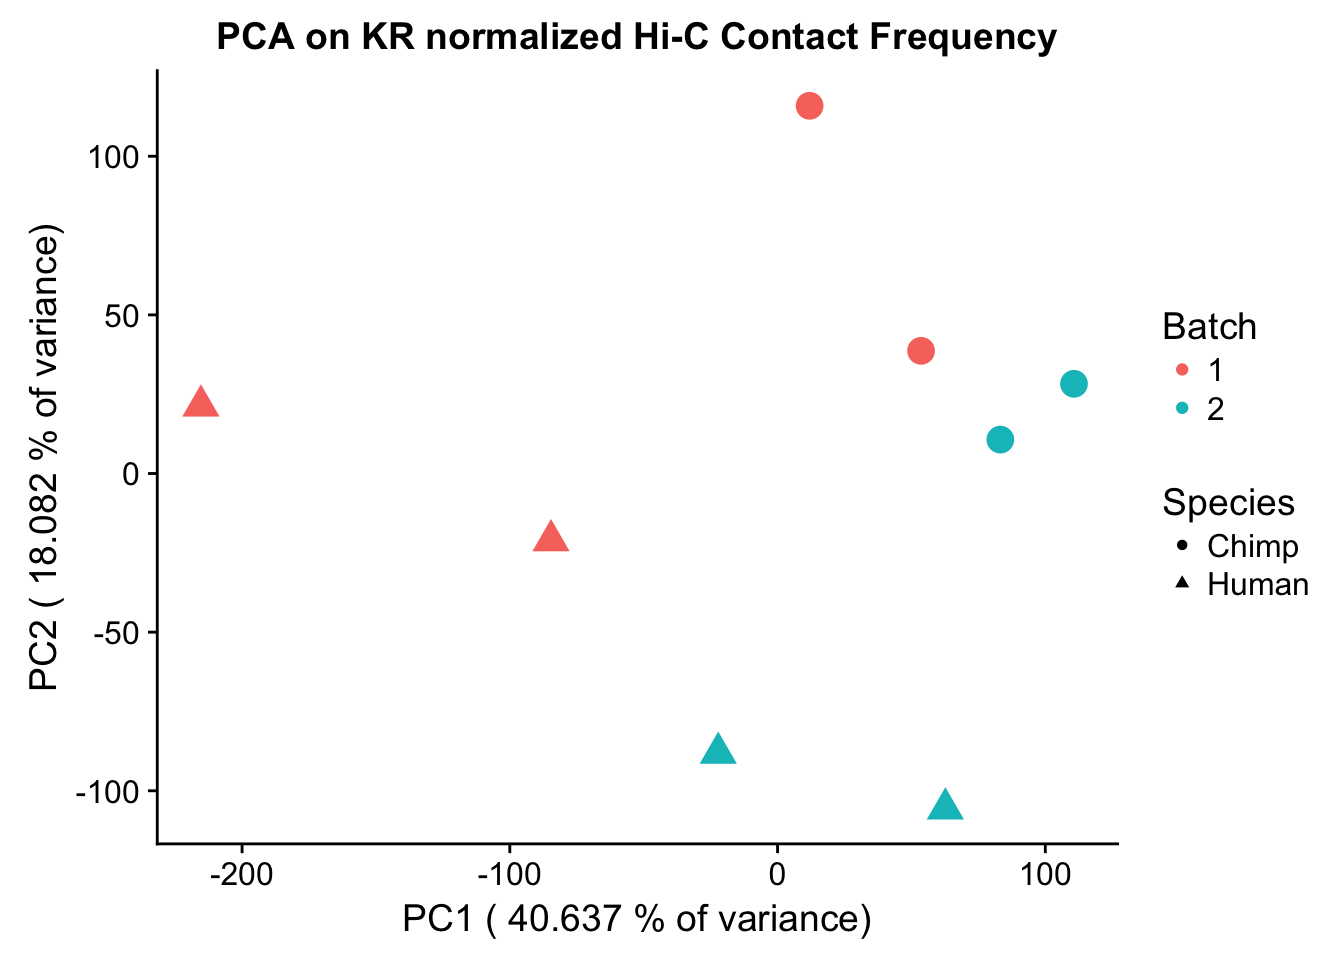 PCA on KR normalized Hi-C Contact Frequency
PC2 ( 18.082 % of variance)
100
50
0
-50
-100
-200
-100
0
100
PC1 ( 40.637 % of variance)
Batch
1
2
Species
Chimp
Human